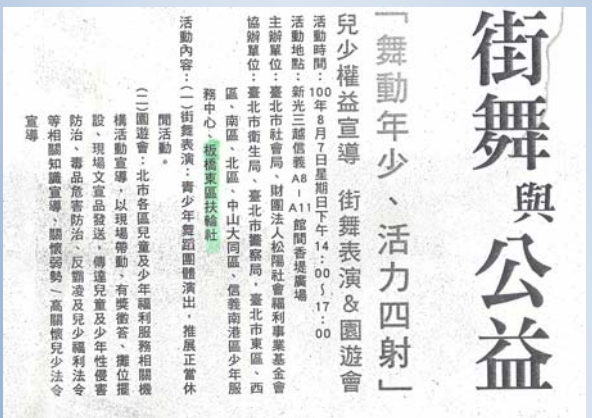 街舞與公益
「舞動年少、活力四射」
兒少權益宣導 街舞表演&園遊會
活動時間：100年8月7日星期日下午14：00～17：00
活動地點：新光三越信義A8－A11館間香堤廣場
主辦單位：臺北市社會局、財團法人松陽社會福利事業基金會
協辦單位：臺北市衛生局、臺北市警察局，臺北市東區、西
區、南區、北區、中山大同區、信義南港區少年服
務中心、板橋東區扶輪社
活動內容：(一)街舞表演：青少年舞蹈團體演出，推展正當休
閒活動。
(二)園遊會：北市各區兒童及少年福利服務相關機
構活動宣導，以現場帶動、有獎徵答、攤位擺
設、現場文宣品發送，傳達兒童及少年性侵害
防治、毒品危害防治、反霸凌及兒少福利法令
等相關知識宣導、關懷弱勢/高關懷兒少法令
宣導